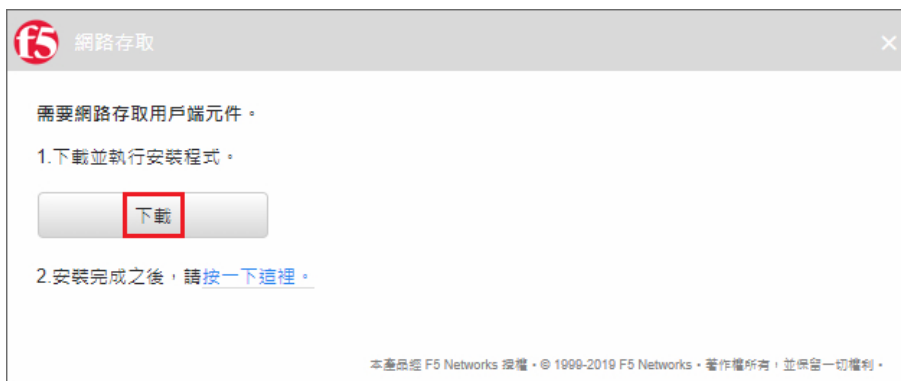 f5 網路存取
需要網路存取用戶端元件。
1.下載並執行安裝程式。
下載
2.安裝完成之後，請按一下這裡。
本產品經 F5 Networks 授權。© 1999-2019 F5 Networks。著作權所有，並保留一切權利。